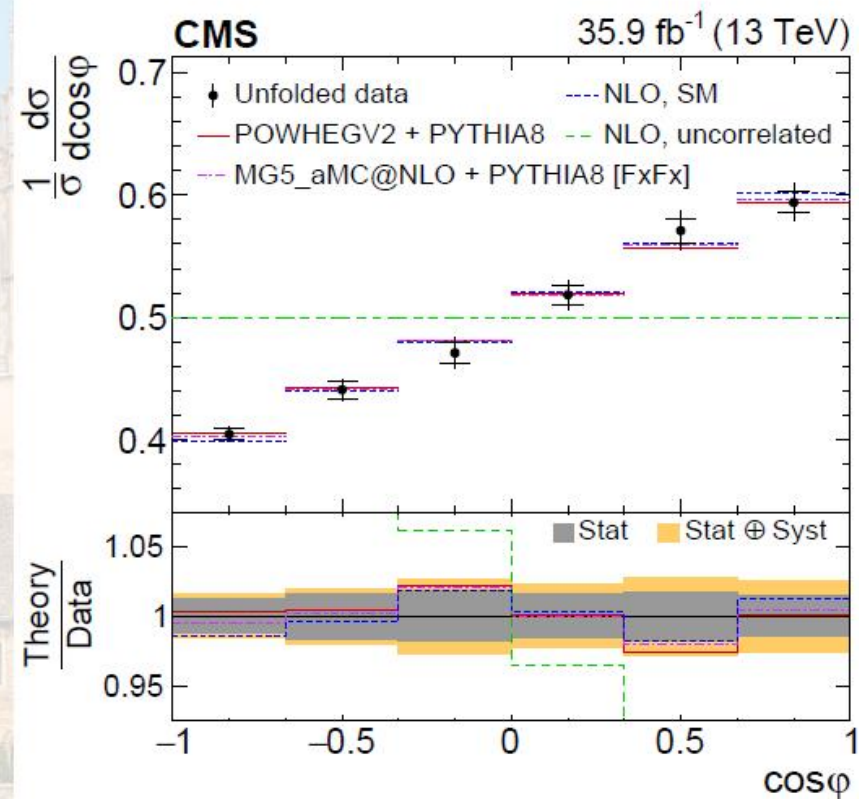 CMS 35.9 fb⁻¹ (13 TeV)
1/σ dσ/dcosφ
0.7
0.6
0.5
0.4
Unfolded data
NLO, SM
POWHEGV2 + PYTHIA8
NLO, uncorrelated
MG5_aMC@NLO + PYTHIA8 [FxFx]
Theory/Data
1.05
1
0.95
Stat
Stat ⊕ Syst
−1 −0.5 0 0.5 1
cosφ